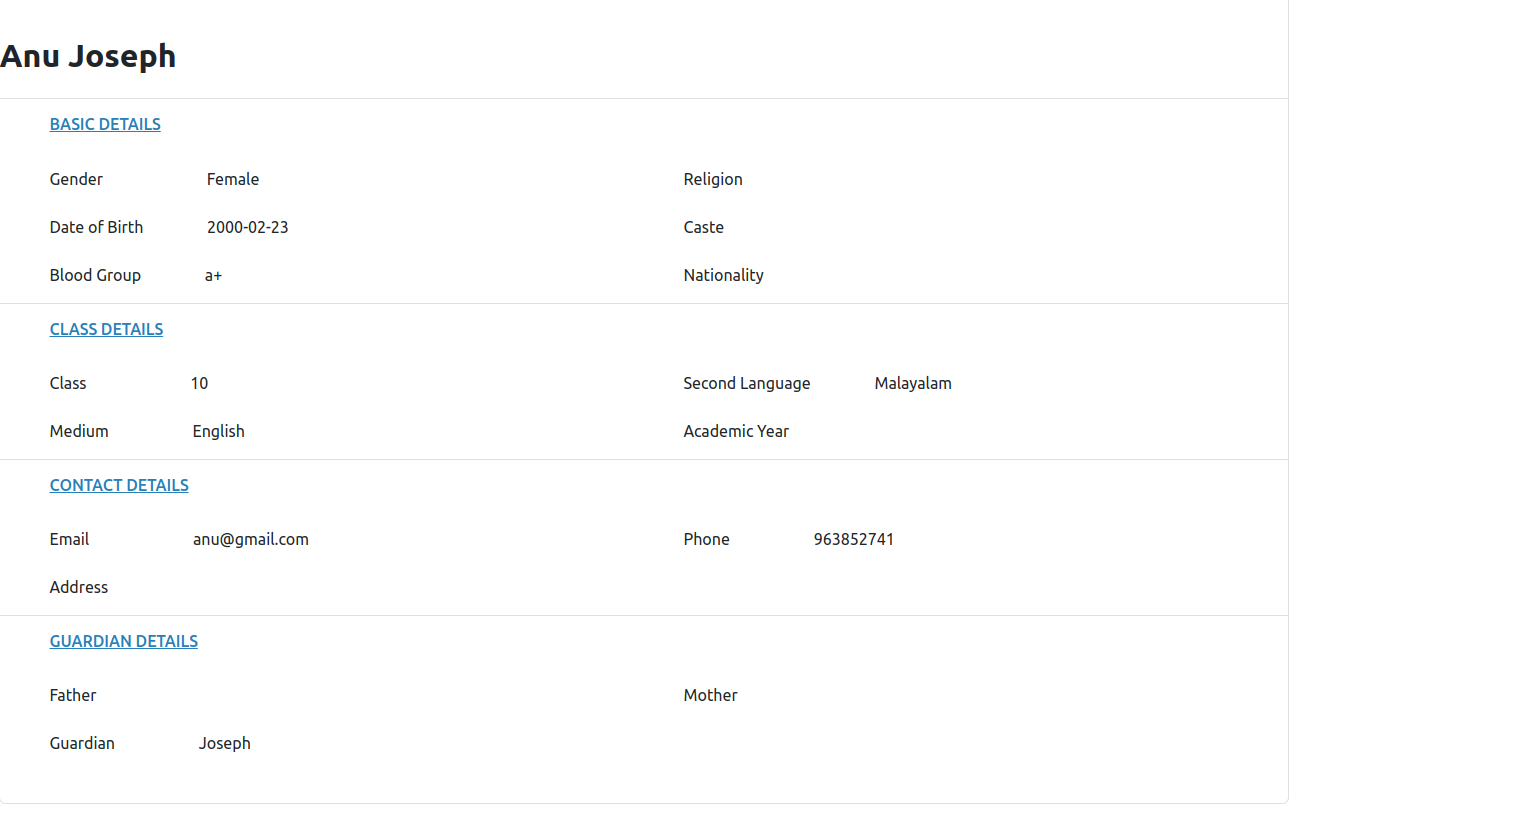 Anu Joseph
BASIC DETAILS
Gender Female Religion
Date of Birth 2000-02-23 Caste
Blood Group a+ Nationality
CLASS DETAILS
Class 10 Second Language Malayalam
Medium English Academic Year
CONTACT DETAILS
Email anu@gmail.com Phone 963852741
Address
GUARDIAN DETAILS
Father Mother
Guardian Joseph